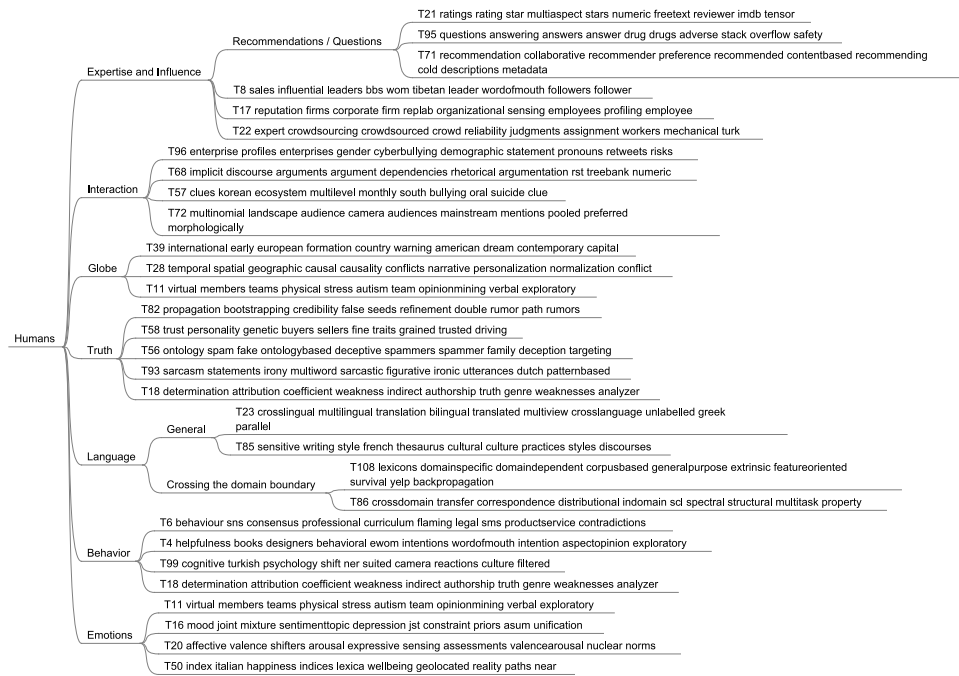 Humans
Expertise and Influence
Recommendations / Questions
T21 ratings rating star multiaspect stars numeric freetext reviewer imdb tensor
T95 questions answering answers answer drug drugs adverse stack overflow safety
T71 recommendation collaborative recommender preference recommended contentbased recommending
cold descriptions metadata
T8 sales influential leaders bbs wom tibetan leader wordofmouth followers follower
T17 reputation firms corporate firm replab organizational sensing employees profiling employee
T22 expert crowdsourcing crowdsourced crowd reliability judgments assignment workers mechanical turk
Interaction
T96 enterprise profiles enterprises gender cyberbullying demographic statement pronouns retweets risks
T68 implicit discourse arguments argument dependencies rhetorical argumentation rst treebank numeric
T57 clues korean ecosystem multilevel monthly south bullying oral suicide clue
T72 multinomial landscape audience camera audiences mainstream mentions pooled preferred
morphologically
Globe
T39 international early european formation country warning american dream contemporary capital
T28 temporal spatial geographic causal causality conflicts narrative personalization normalization conflict
T11 virtual members teams physical stress autism team opinionmining verbal exploratory
Truth
T82 propagation bootstrapping credibility false seeds refinement double rumor path rumors
T58 trust personality genetic buyers sellers fine traits grained trusted driving
T56 ontology spam fake ontologybased deceptive spammers spammer family deception targeting
T93 sarcasm statements irony multiword sarcastic figurative ironic utterances dutch patternbased
T18 determination attribution coefficient weakness indirect authorship truth genre weaknesses analyzer
Language
General
T23 crosslingual multilingual translation bilingual translated multiview crosslanguage unlabelled greek
parallel
T85 sensitive writing style french thesaurus cultural culture practices styles discourses
Crossing the domain boundary
T108 lexicons domainspecific domaindependent corpusbased generalpurpose extrinsic featureoriented
survival yelp backpropagation
T86 crossdomain transfer correspondence distributional indomain scl spectral structural multitask property
Behavior
T6 behaviour sns consensus professional curriculum flaming legal sms productservice contradictions
T4 helpfulness books designers behavioral ewom intentions wordofmouth intention aspectopinion exploratory
T99 cognitive turkish psychology shift ner suited camera reactions culture filtered
T18 determination attribution coefficient weakness indirect authorship truth genre weaknesses analyzer
Emotions
T11 virtual members teams physical stress autism team opinionmining verbal exploratory
T16 mood joint mixture sentimenttopic depression jst constraint priors asum unification
T20 affective valence shifters arousal expressive sensing assessments valencearousal nuclear norms
T50 index italian happiness indices lexica wellbeing geolocated reality paths near